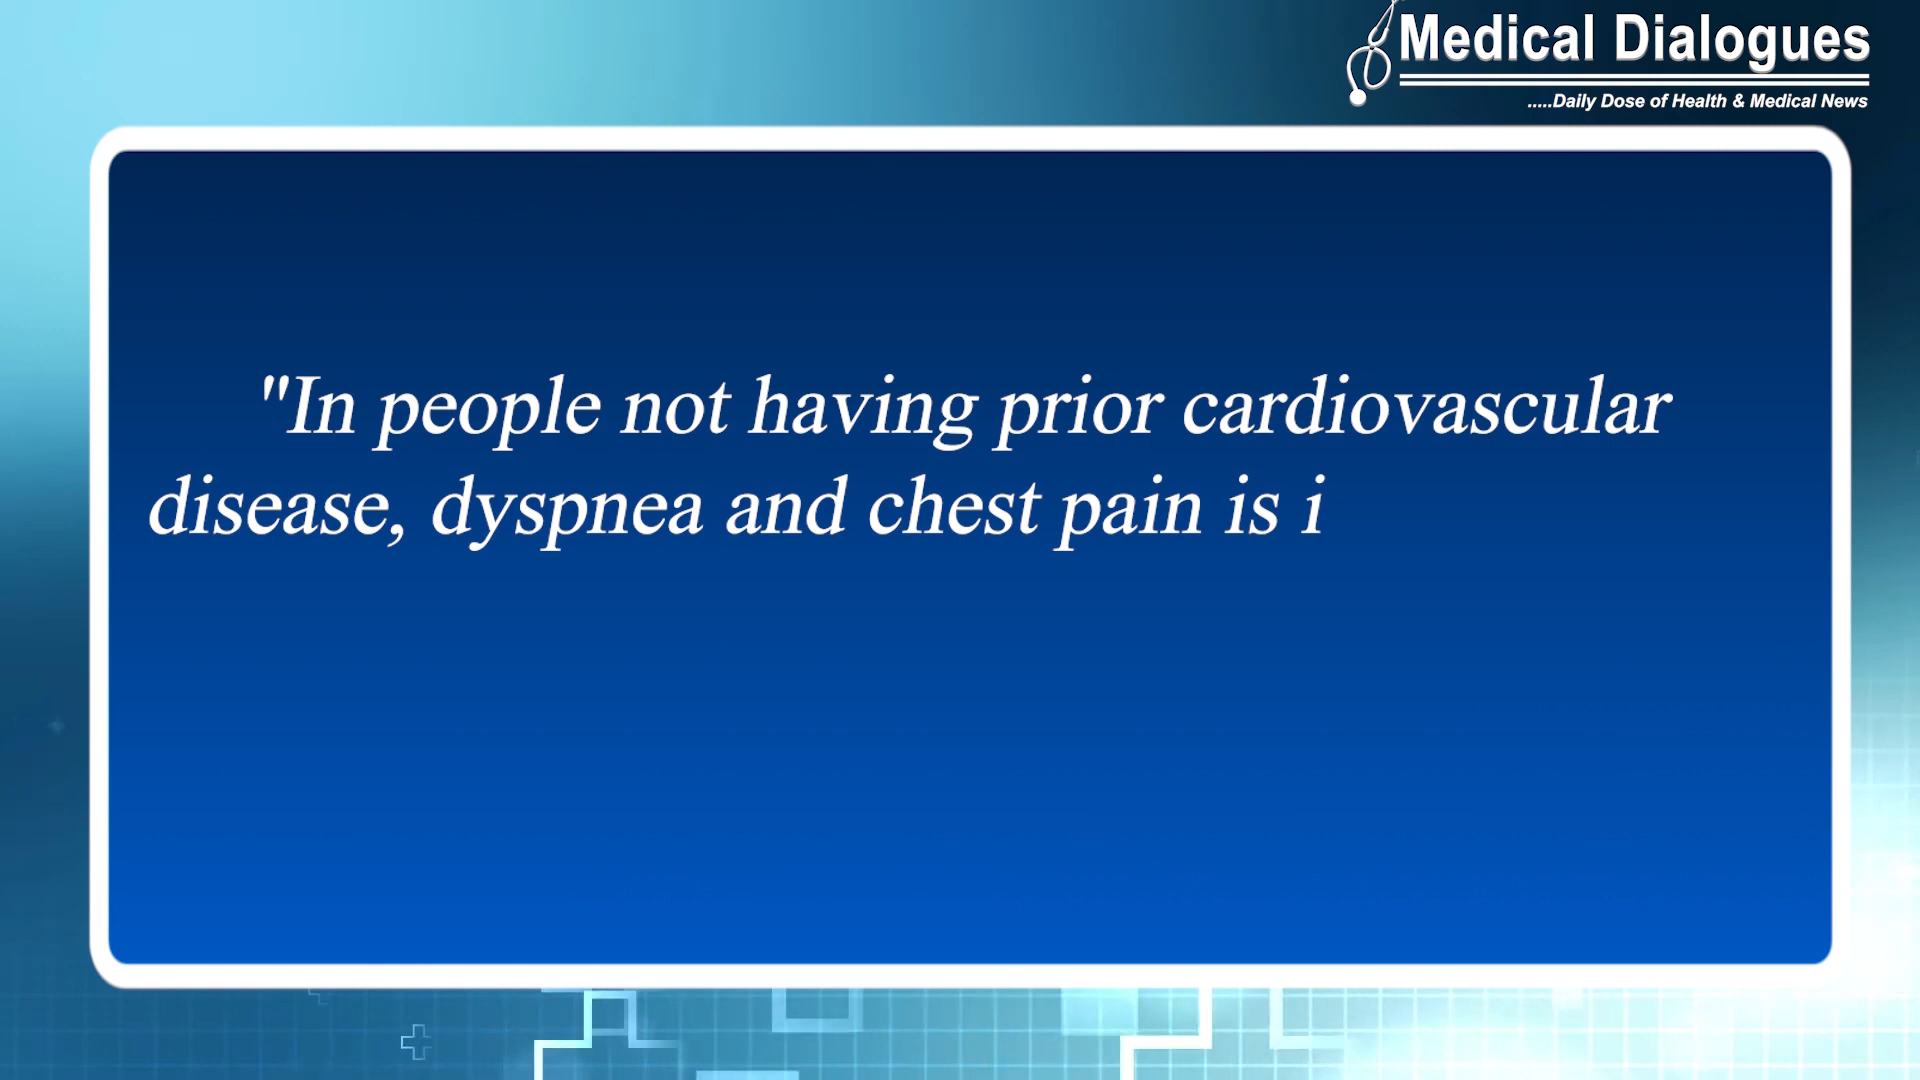 Medical Dialogues
.....Daily Dose of Health & Medical News
"In people not having prior cardiovascular
disease, dyspnea and chest pain is i